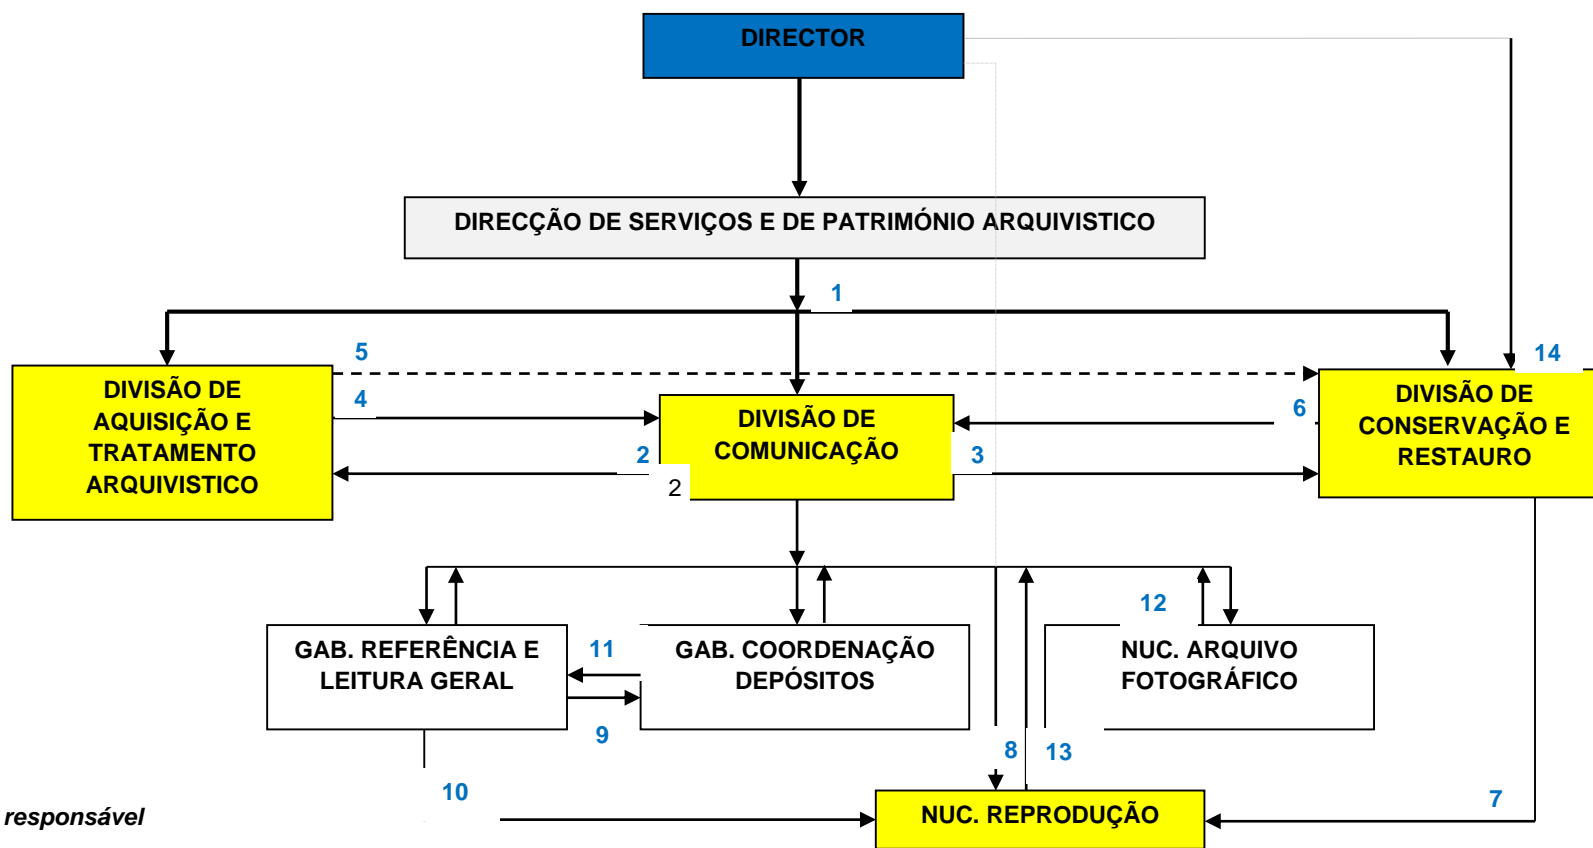 DIRECTOR
DIRECÇÃO DE SERVIÇOS E DE PATRIMÓNIO ARQUIVISTICO
1
5
14
DIVISÃO DE
AQUISIÇÃO E
TRATAMENTO
ARQUIVISTICO
4
DIVISÃO DE
COMUNICAÇÃO
6
DIVISÃO DE
CONSERVAÇÃO E
RESTAURO
2
3
2
12
GAB. REFERÊNCIA E
LEITURA GERAL
11
GAB. COORDENAÇÃO
DEPÓSITOS
NUC. ARQUIVO
FOTOGRÁFICO
9
8
13
10
7
responsável
NUC. REPRODUÇÃO